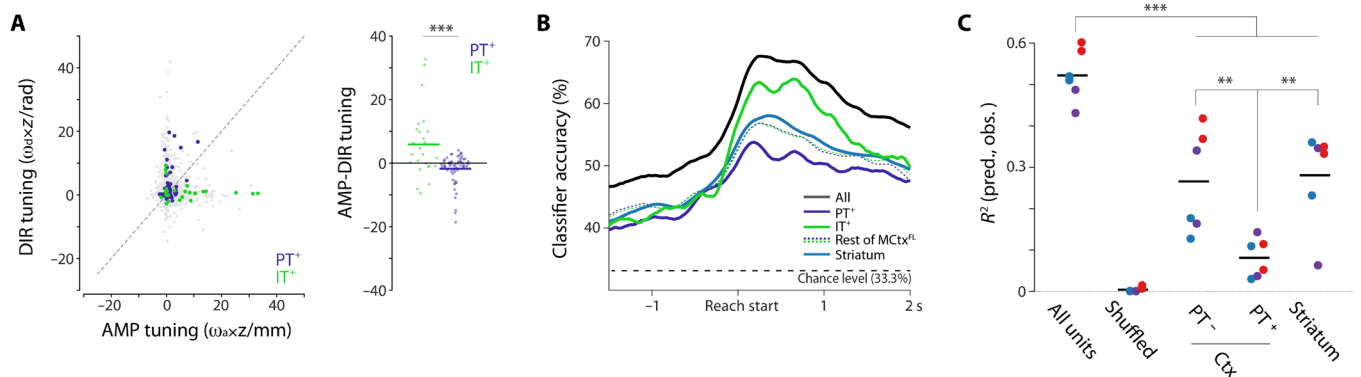 A
DIR tuning (ωd×z/rad)
40
20
0
−20
−20
0
20
40
AMP tuning (ωa×z/mm)
PT+
IT+
***
PT+
IT+
AMP-DIR tuning
40
20
0
−20
−40
B
Classifier accuracy (%)
70
60
50
40
All
PT+
IT+
Rest of MCtxFL
Striatum
Chance level (33.3%)
−1
Reach start
1
2 s
C
***
**
**
R2 (pred., obs.)
0.6
0.3
0
All units
Shuffled
PT−
PT+
Striatum
Ctx